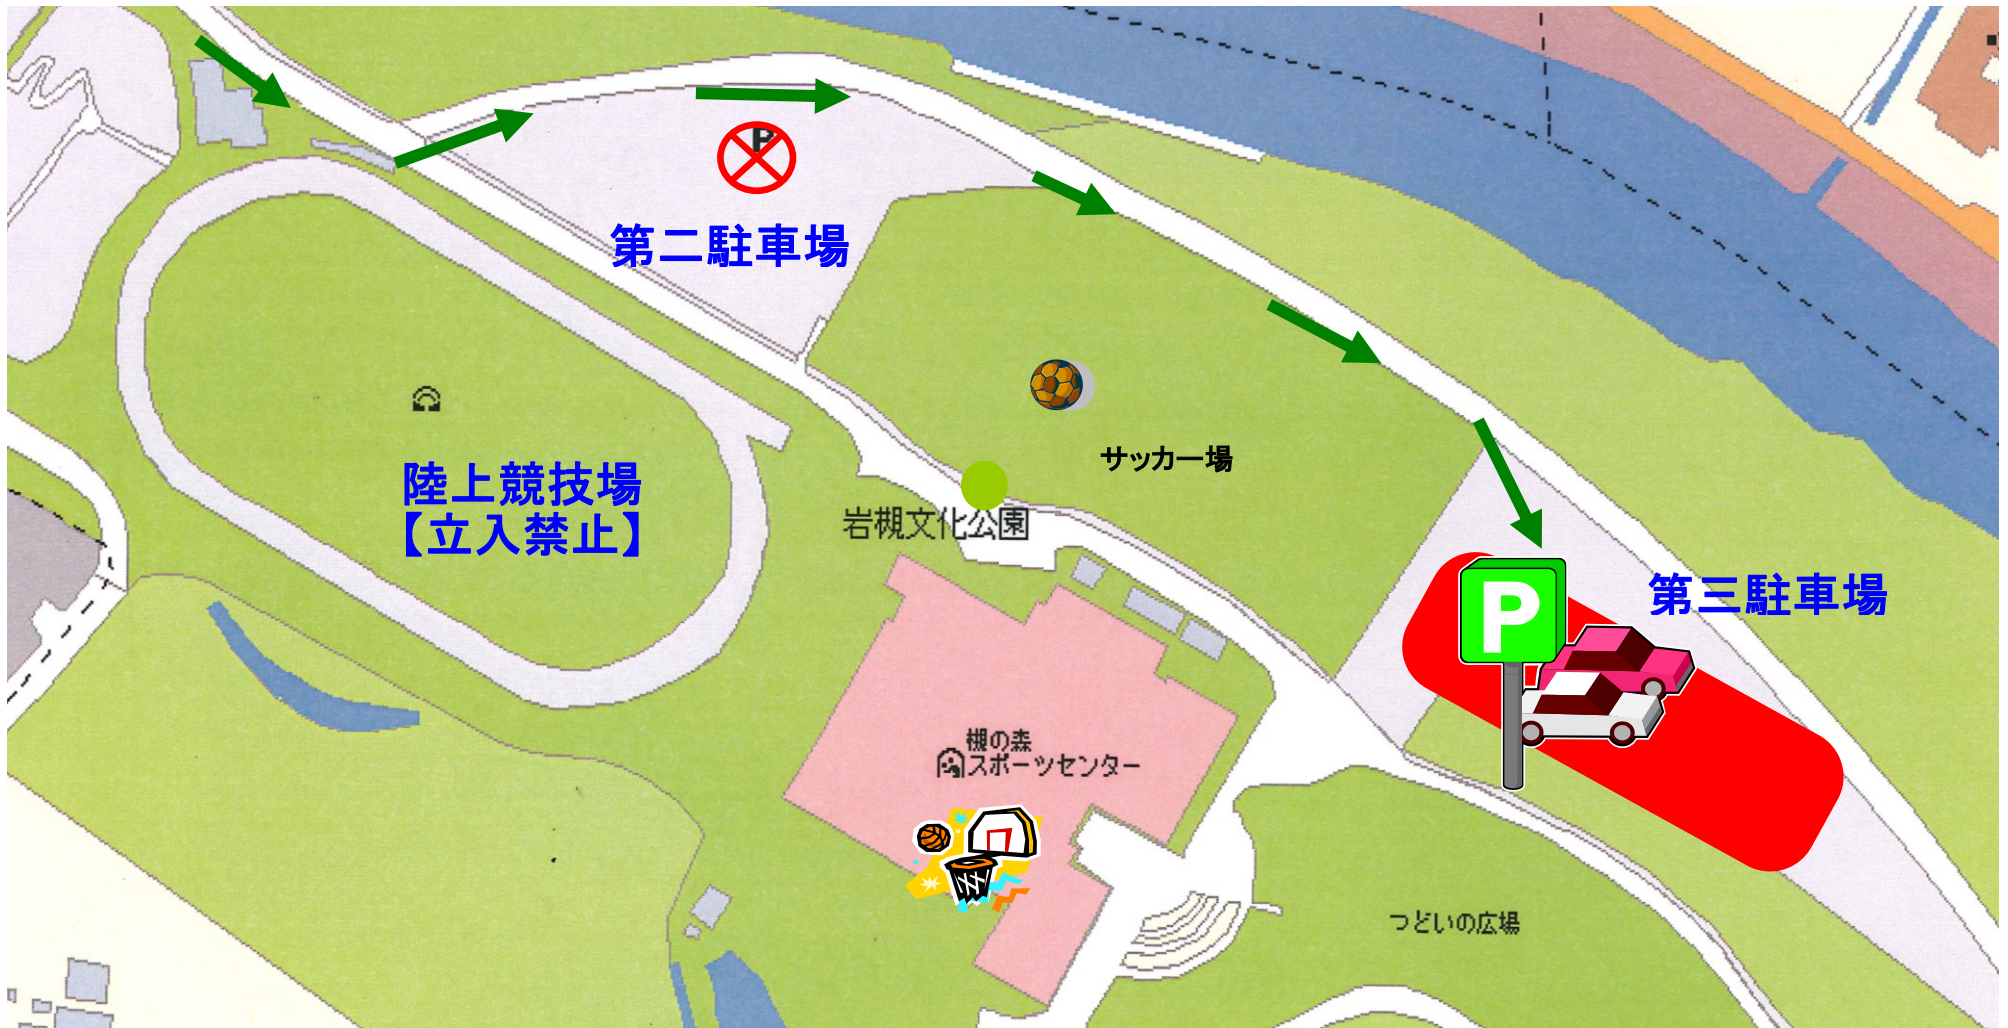 P
第二駐車場
サッカー場
陸上競技場
【立入禁止】
岩槻文化公園
P
第三駐車場
槻の森
スポーツセンター
つどいの広場